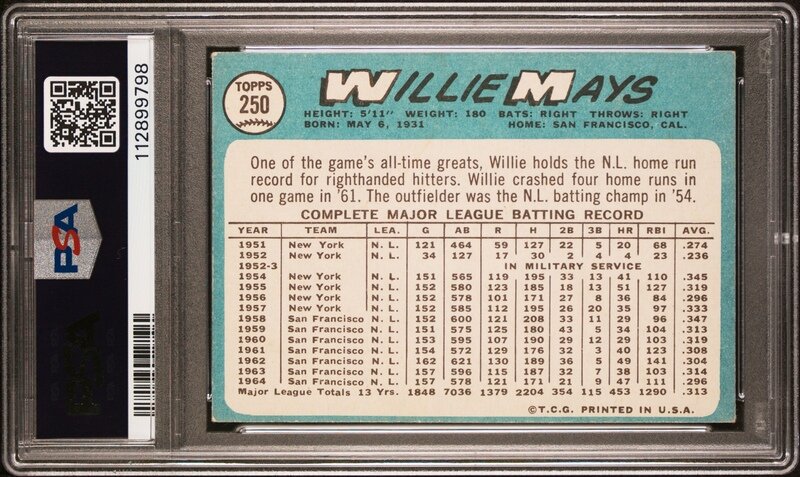 112899798
PSA
TOPPS
250
WILLIE MAYS
HEIGHT: 5'11" WEIGHT: 180 BATS: RIGHT THROWS: RIGHT
BORN: MAY 6, 1931 HOME: SAN FRANCISCO, CAL.
One of the game's all-time greats, Willie holds the N.L. home run
record for righthanded hitters. Willie crashed four home runs in
one game in '61. The outfielder was the N.L. batting champ in '54.
COMPLETE MAJOR LEAGUE BATTING RECORD
YEAR TEAM LEA. G AB R H 2B 3B HR RBI AVG.
1951 New York N. L. 121 464 59 127 22 5 20 68 .274
1952 New York N. L. 34 127 17 30 2 4 4 23 .236
1952-3 IN MILITARY SERVICE
1954 New York N. L. 151 565 119 195 33 13 41 110 .345
1955 New York N. L. 152 580 123 185 18 13 51 127 .319
1956 New York N. L. 152 578 101 171 27 8 36 84 .296
1957 New York N. L. 152 585 112 195 26 20 35 97 .333
1958 San Francisco N. L. 152 600 121 208 33 11 29 96 .347
1959 San Francisco N. L. 151 575 125 180 43 5 34 104 .313
1960 San Francisco N. L. 153 595 107 190 29 12 29 103 .319
1961 San Francisco N. L. 154 572 129 176 32 3 40 123 .308
1962 San Francisco N. L. 162 621 130 189 36 5 49 141 .304
1963 San Francisco N. L. 157 596 115 187 32 7 38 103 .314
1964 San Francisco N. L. 157 578 121 171 21 9 47 111 .296
Major League Totals 13 Yrs. 1848 7036 1379 2204 354 115 453 1290 .313
©T.C.G. PRINTED IN U.S.A.